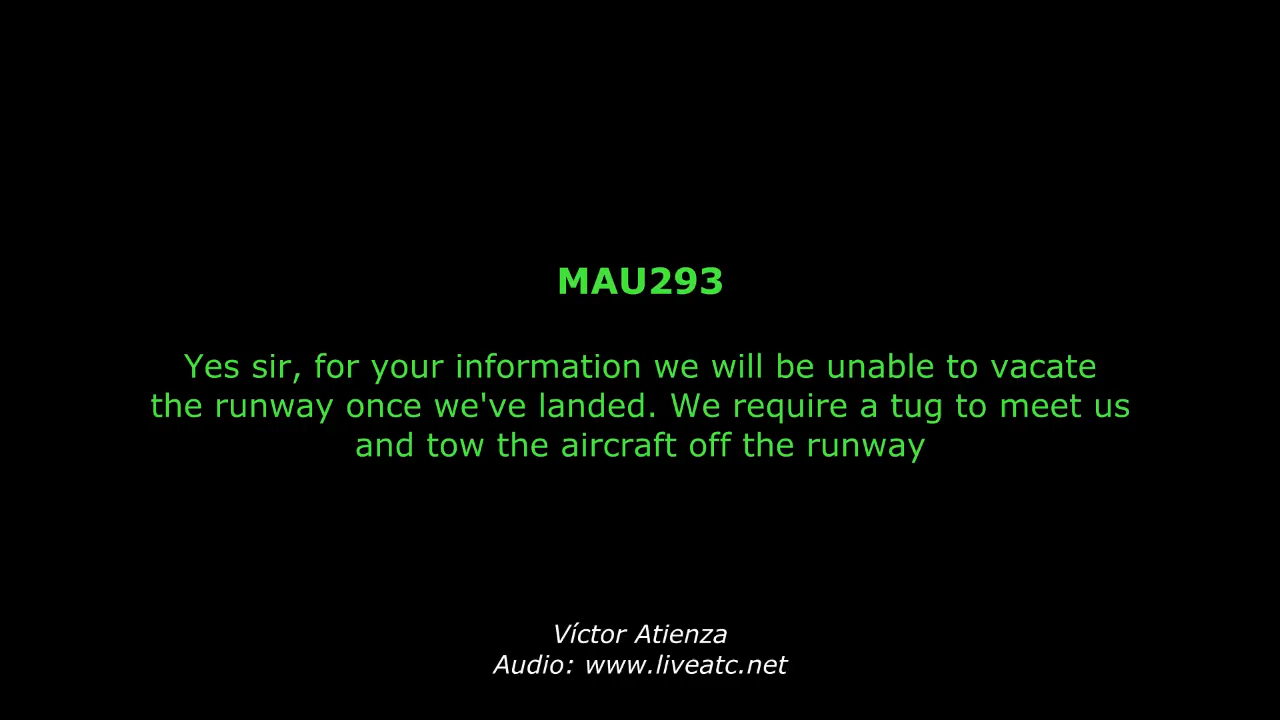 MAU293
Yes sir, for your information we will be unable to vacate
the runway once we've landed. We require a tug to meet us
and tow the aircraft off the runway
Víctor Atienza
Audio: www.liveatc.net